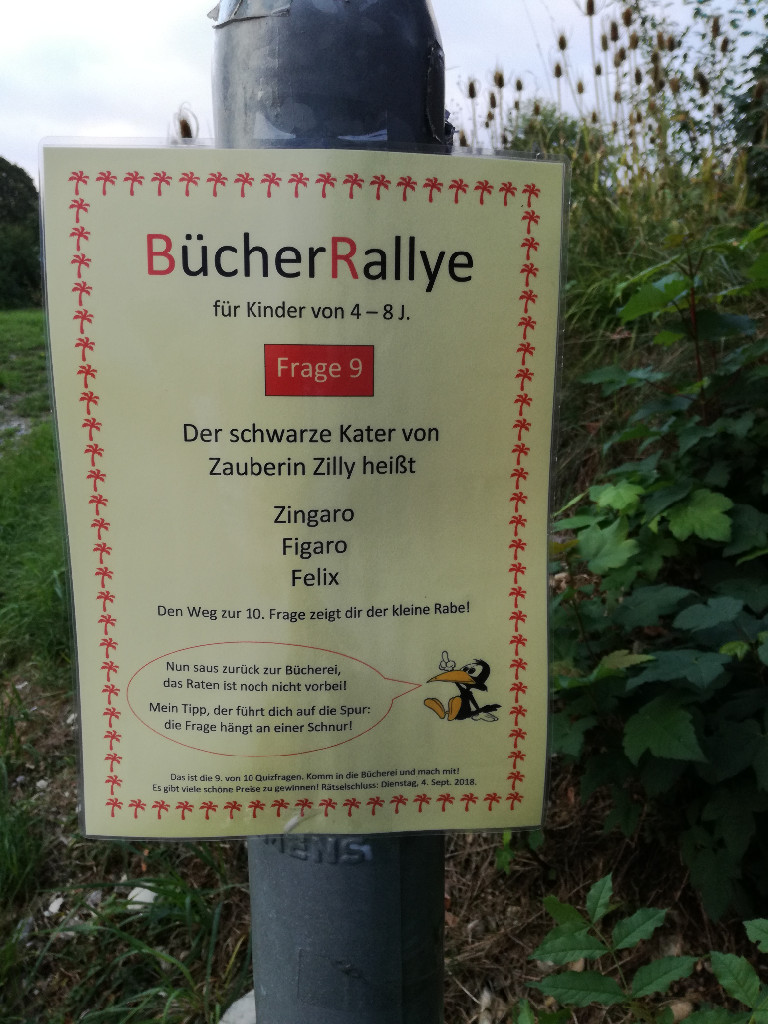 BücherRallye
für Kinder von 4 – 8 J.
Frage 9
Der schwarze Kater von
Zauberin Zilly heißt
Zingaro
Figaro
Felix
Den Weg zur 10. Frage zeigt dir der kleine Rabe!
Nun saus zurück zur Bücherei,
das Raten ist noch nicht vorbei!
Mein Tipp, der führt dich auf die Spur:
die Frage hängt an einer Schnur!
Das ist die 9. von 10 Quizfragen. Komm in die Bücherei und mach mit!
Es gibt viele schöne Preise zu gewinnen! Rätselschluss: Dienstag, 4. Sept. 2018.